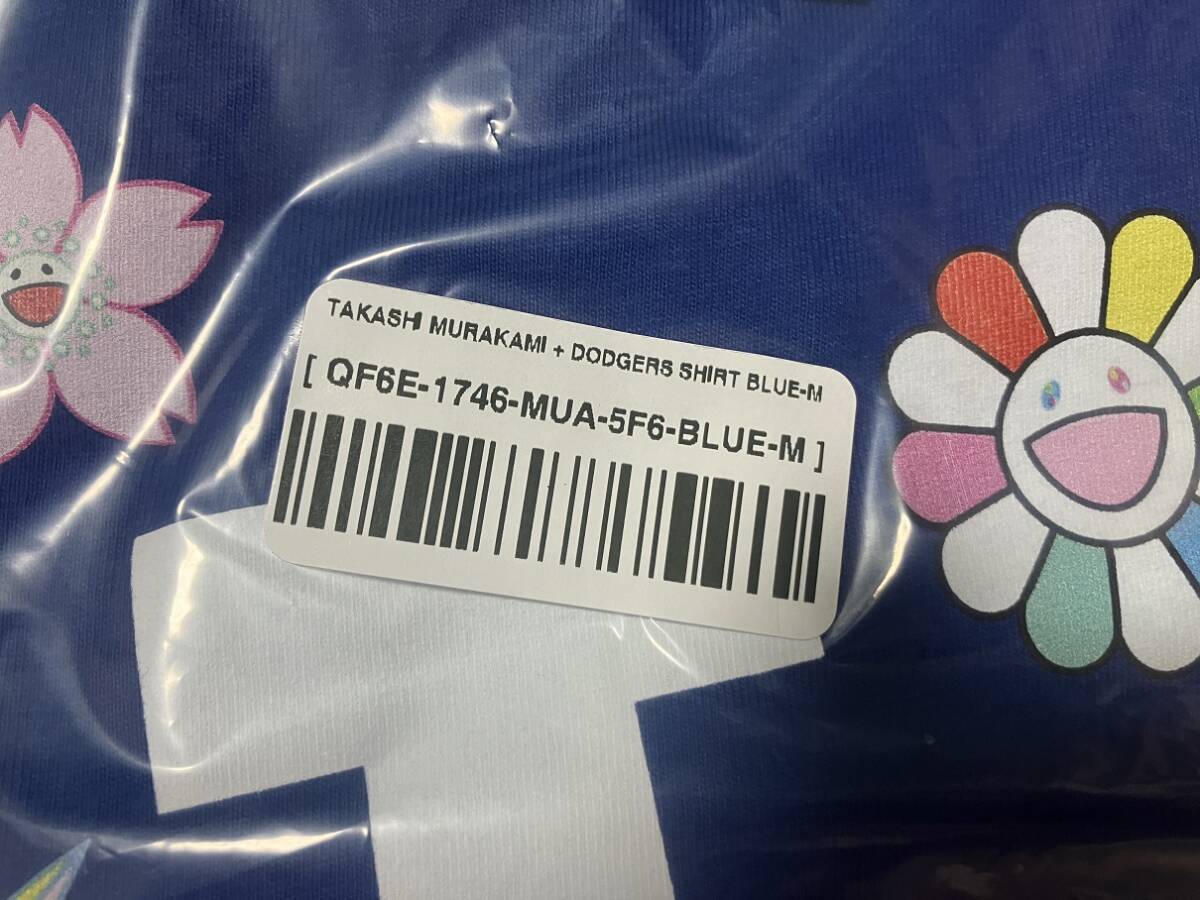 TAKASHI MURAKAMI + DODGERS SHIRT BLUE-M
[ QF6E-1746-MUA-5F6-BLUE-M ]